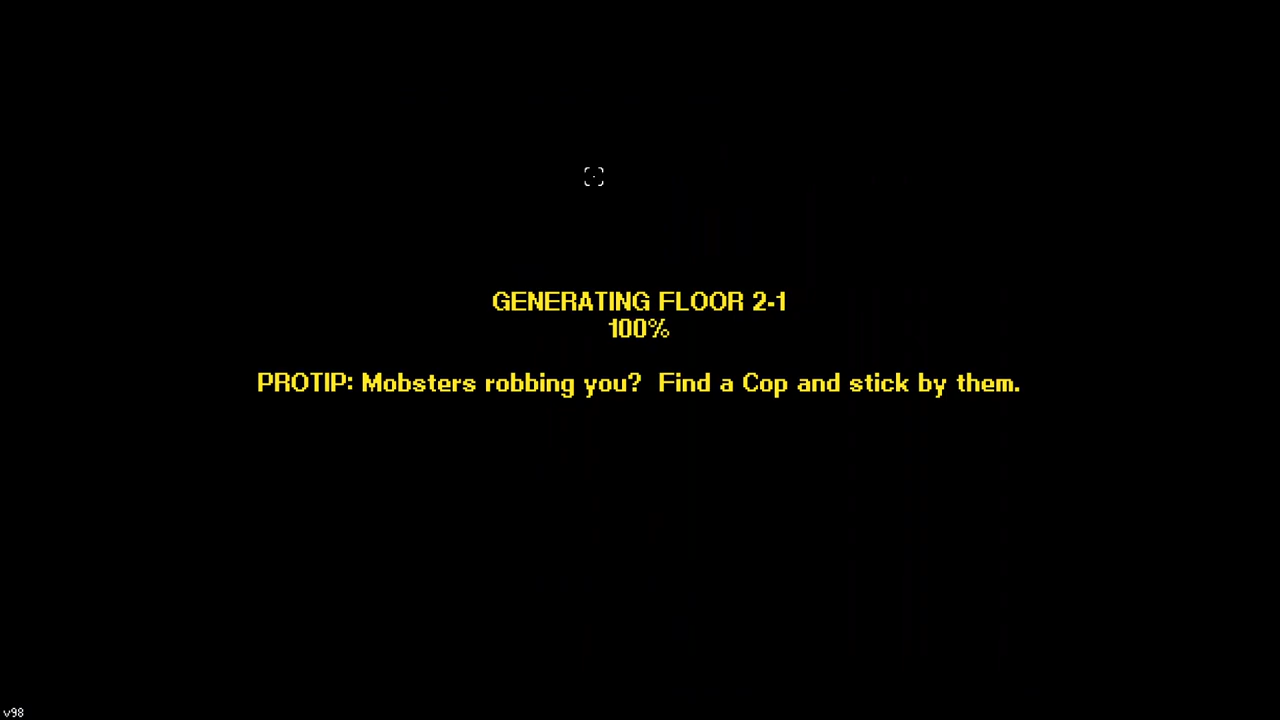 GENERATING FLOOR 2-1
100%
PROTIP: Mobsters robbing you?  Find a Cop and stick by them.
v98